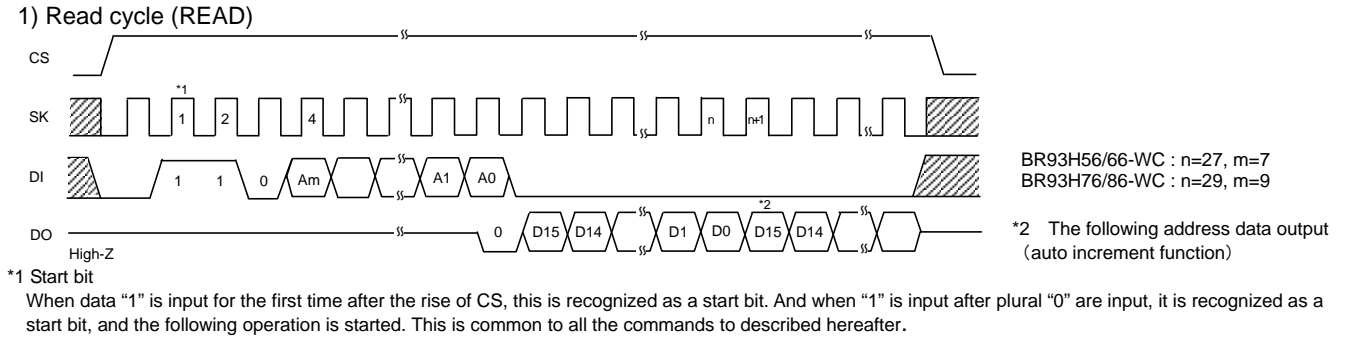 1) Read cycle (READ)
CS
*1
SK
1 2 4 n n+1
DI
1 1 0 Am A1 A0
BR93H56/66-WC : n=27, m=7
BR93H76/86-WC : n=29, m=9
*2
DO
High-Z
0 D15 D14 D1 D0 D15 D14
*2 The following address data output
（auto increment function）
*1 Start bit
When data “1” is input for the first time after the rise of CS, this is recognized as a start bit. And when “1” is input after plural “0” are input, it is recognized as a
start bit, and the following operation is started. This is common to all the commands to described hereafter.